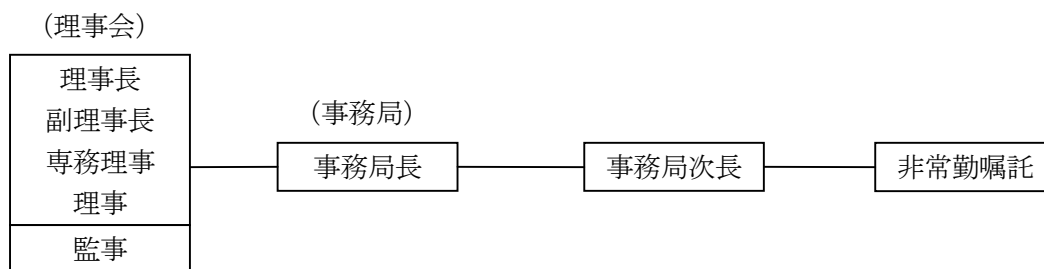 （理事会）
理事長
副理事長
専務理事
理事
監事
（事務局）
事務局長
事務局次長
非常勤嘱託